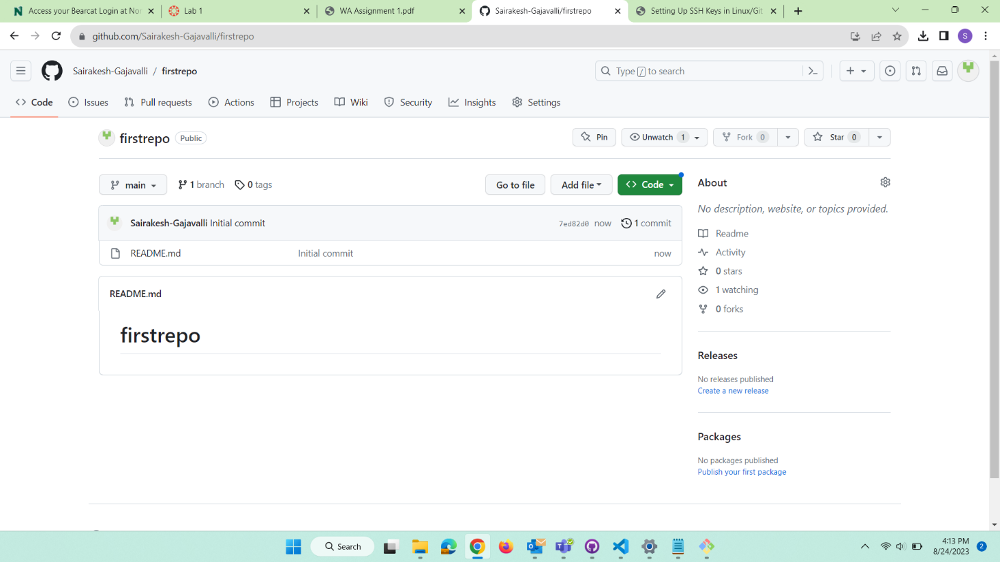 Access your Bearcat Login at Nor
Lab 1
WA Assignment 1.pdf
Sairakesh-Gajavalli/firstrepo
Setting Up SSH Keys in Linux/Git
github.com/Sairakesh-Gajavalli/firstrepo
S
Sairakesh-Gajavalli / firstrepo
Type / to search
Code
Issues
Pull requests
Actions
Projects
Wiki
Security
Insights
Settings
firstrepo
Public
Pin
Unwatch 1
Fork 0
Star 0
main
1 branch
0 tags
Go to file
Add file
Code
About
No description, website, or topics provided.
Sairakesh-Gajavalli Initial commit
7ed82d0 now
1 commit
README.md
Initial commit
now
Readme
Activity
0 stars
1 watching
0 forks
README.md
firstrepo
Releases
No releases published
Create a new release
Packages
No packages published
Publish your first package
Search
4:13 PM
8/24/2023
2